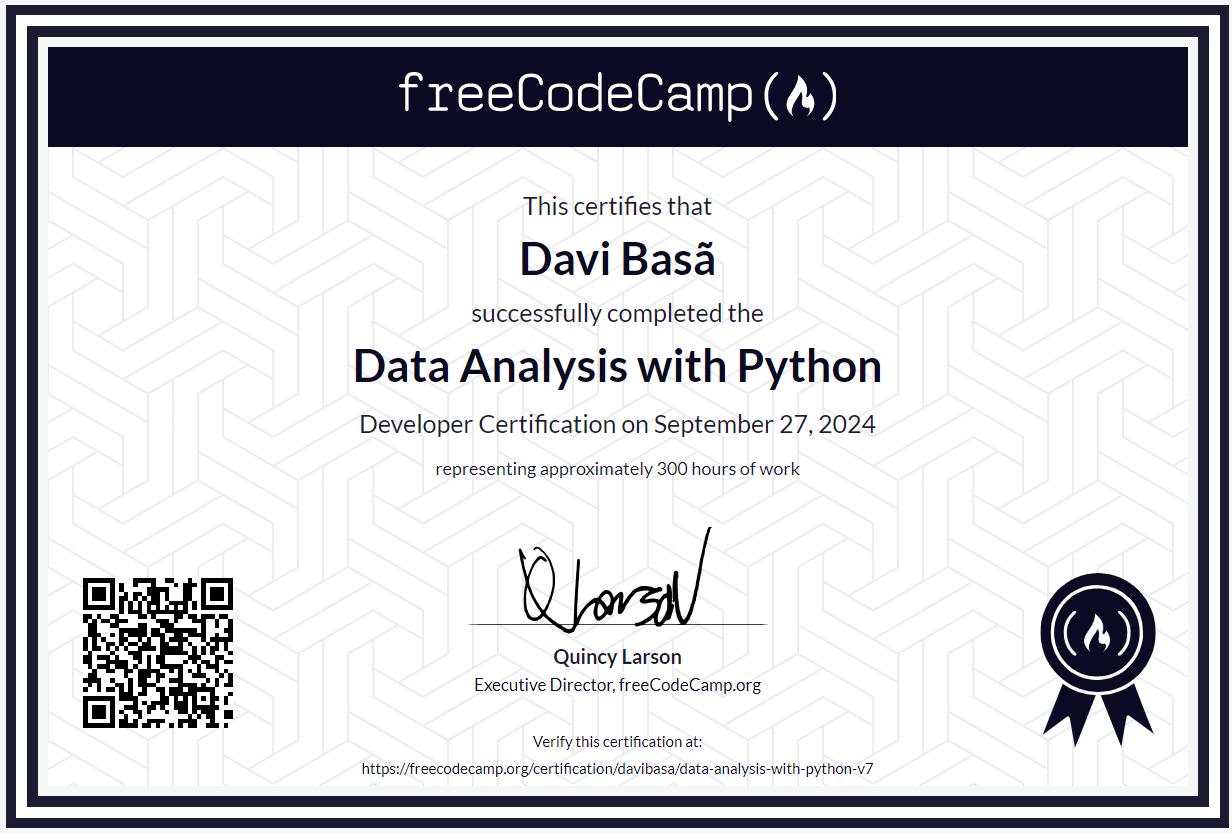 freeCodeCamp
This certifies that
Davi Basã
successfully completed the
Data Analysis with Python
Developer Certification on September 27, 2024
representing approximately 300 hours of work
Q Larson
Quincy Larson
Executive Director, freeCodeCamp.org
Verify this certification at:
https://freecodecamp.org/certification/davibasa/data-analysis-with-python-v7